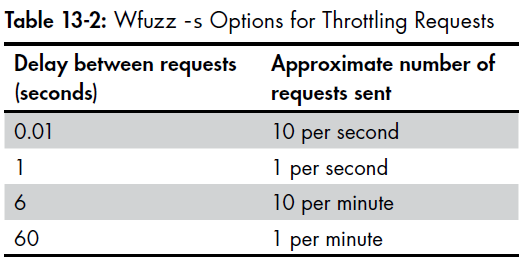 Table 13-2: Wfuzz -s Options for Throttling Requests
Delay between requests Approximate number of
(seconds) requests sent
0.01 10 per second
1 1 per second
6 10 per minute
60 1 per minute